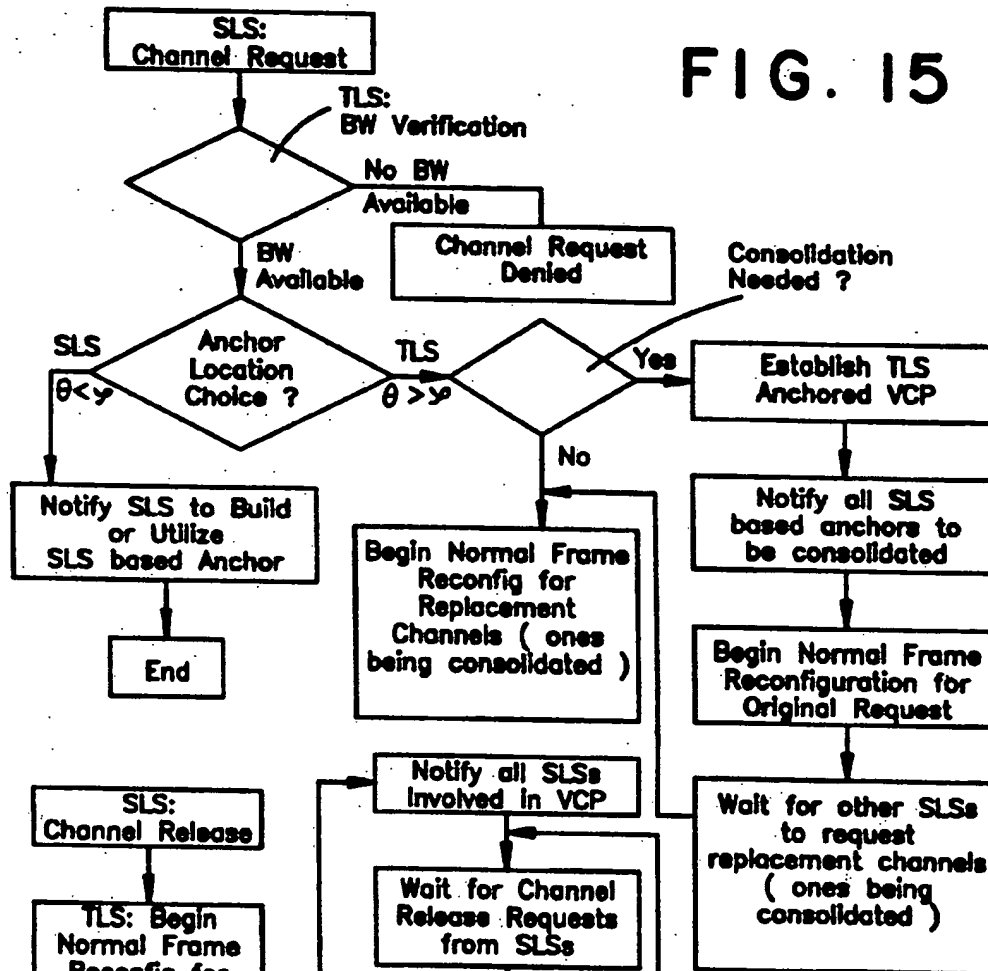 SLS:
Channel Request
FIG. 15
TLS:
BW Verification
No BW
Available
Channel Request
Denied
BW
Available
Consolidation
Needed ?
SLS
θ<φ
Anchor
Location
Choice ?
TLS
θ >φ
Yes
Establish TLS
Anchored VCP
No
Notify SLS to Build
or Utilize
SLS based Anchor
End
Begin Normal Frame
Reconfig for
Replacement
Channels ( ones
being consolidated )
Notify all SLS
based anchors to
be consolidated
Begin Normal Frame
Reconfiguration for
Original Request
Wait for other SLSs
to request
replacement channels
( ones being
consolidated )
Notify all SLSs
Involved in VCP
Wait for Channel
Release Requests
from SLSs
SLS:
Channel Release
TLS: Begin
Normal Frame
Reconfig for